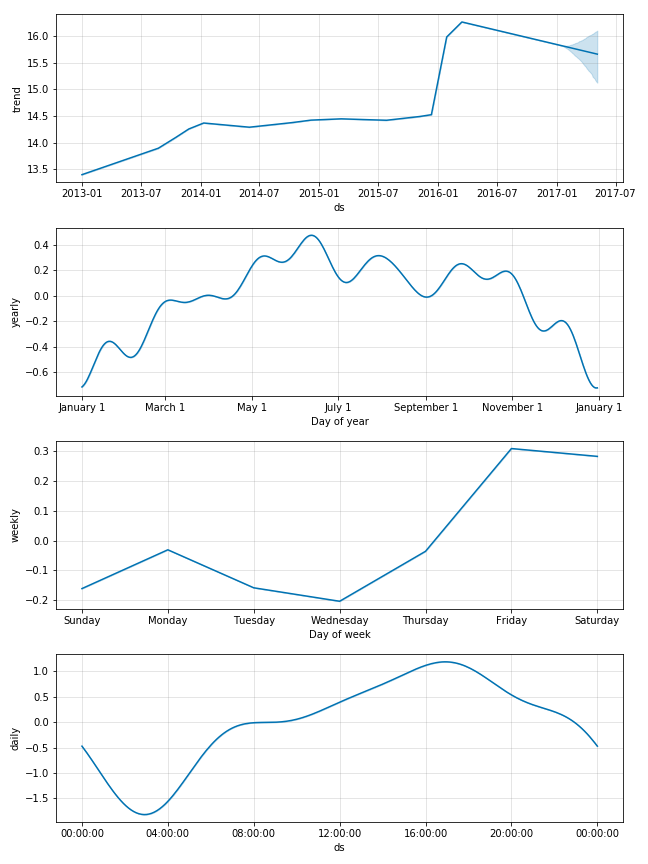 16.0
15.5
15.0
14.5
14.0
13.5
trend
2013-01 2013-07 2014-01 2014-07 2015-01 2015-07 2016-01 2016-07 2017-01 2017-07
ds
0.4
0.2
0.0
−0.2
−0.4
−0.6
yearly
January 1 March 1 May 1 July 1 September 1 November 1 January 1
Day of year
0.3
0.2
0.1
0.0
−0.1
−0.2
weekly
Sunday Monday Tuesday Wednesday Thursday Friday Saturday
Day of week
1.0
0.5
0.0
−0.5
−1.0
−1.5
daily
00:00:00 04:00:00 08:00:00 12:00:00 16:00:00 20:00:00 00:00:00
ds